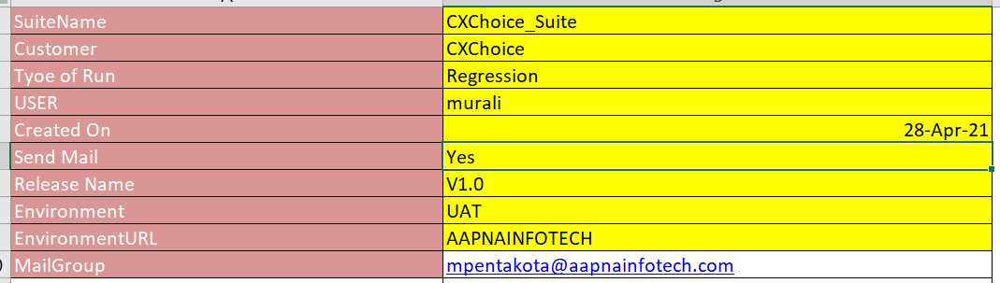 SuiteName CXChoice_Suite
Customer CXChoice
Tyoe of Run Regression
USER murali
Created On 28-Apr-21
Send Mail Yes
Release Name V1.0
Environment UAT
EnvironmentURL AAPNAINFOTECH
MailGroup mpentakota@aapnainfotech.com